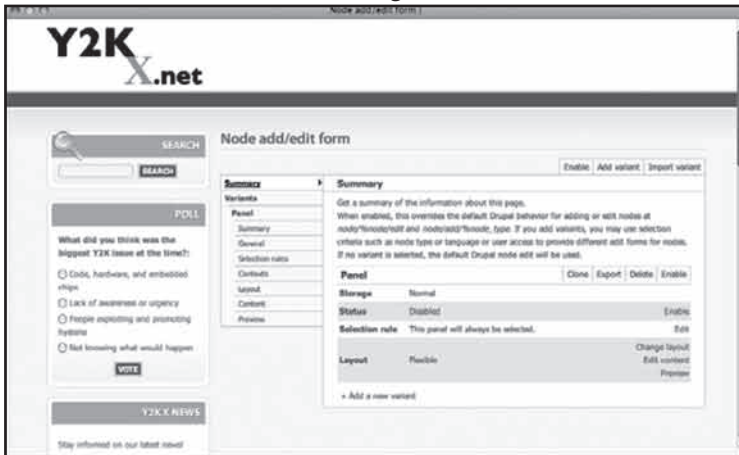 Node add/edit form |
Y2K
X.net
SEARCH
SEARCH
POLL
What did you think was the
biggest Y2K issue at the time?:
Code, hardware, and embedded
chips
Lack of awareness or urgency
People exploiting and promoting
hysteria
Not knowing what would happen
VOTE
Y2KX NEWS
Stay informed on our latest news!
Node add/edit form
Enable Add variant Import variant
Summary
Variants
Panel
Summary
General
Selection rules
Contexts
Layout
Content
Preview
Summary
Get a summary of the information about this page.
When enabled, this overrides the default Drupal behavior for adding or edit nodes at
node/%node/edit and node/add/%node_type. If you add variants, you may use selection
criteria such as node type or language or user access to provide different edit forms for nodes.
If no variant is selected, the default Drupal node edit will be used.
Panel Clone Export Delete Enable
Storage Normal
Status Disabled Enable
Selection rule This panel will always be selected. Edit
Change layout
Layout Flexible Edit content
Preview
+ Add a new variant